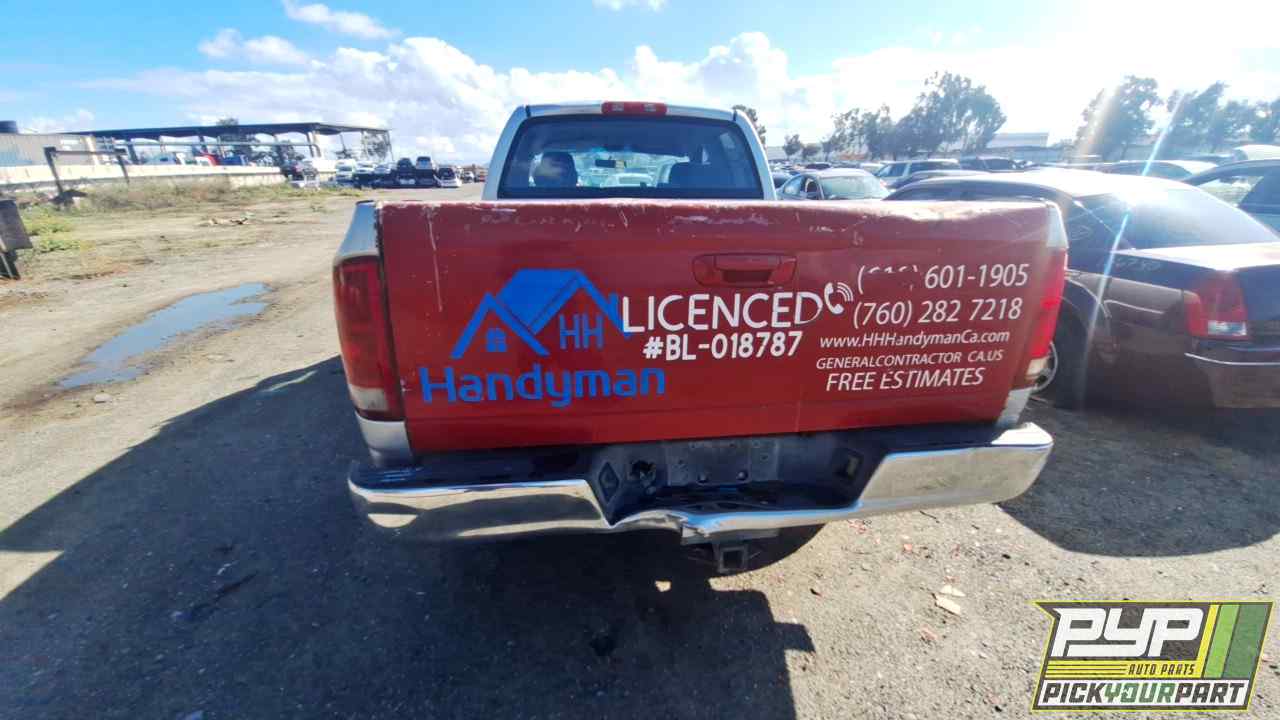 HH
Handyman
LICENCED
#BL-018787
601-1905
(760) 282 7218
www.HHHandymanCa.com
GENERALCONTRACTOR CA.US
FREE ESTIMATES
PYP
AUTO PARTS
PICKYOURPART